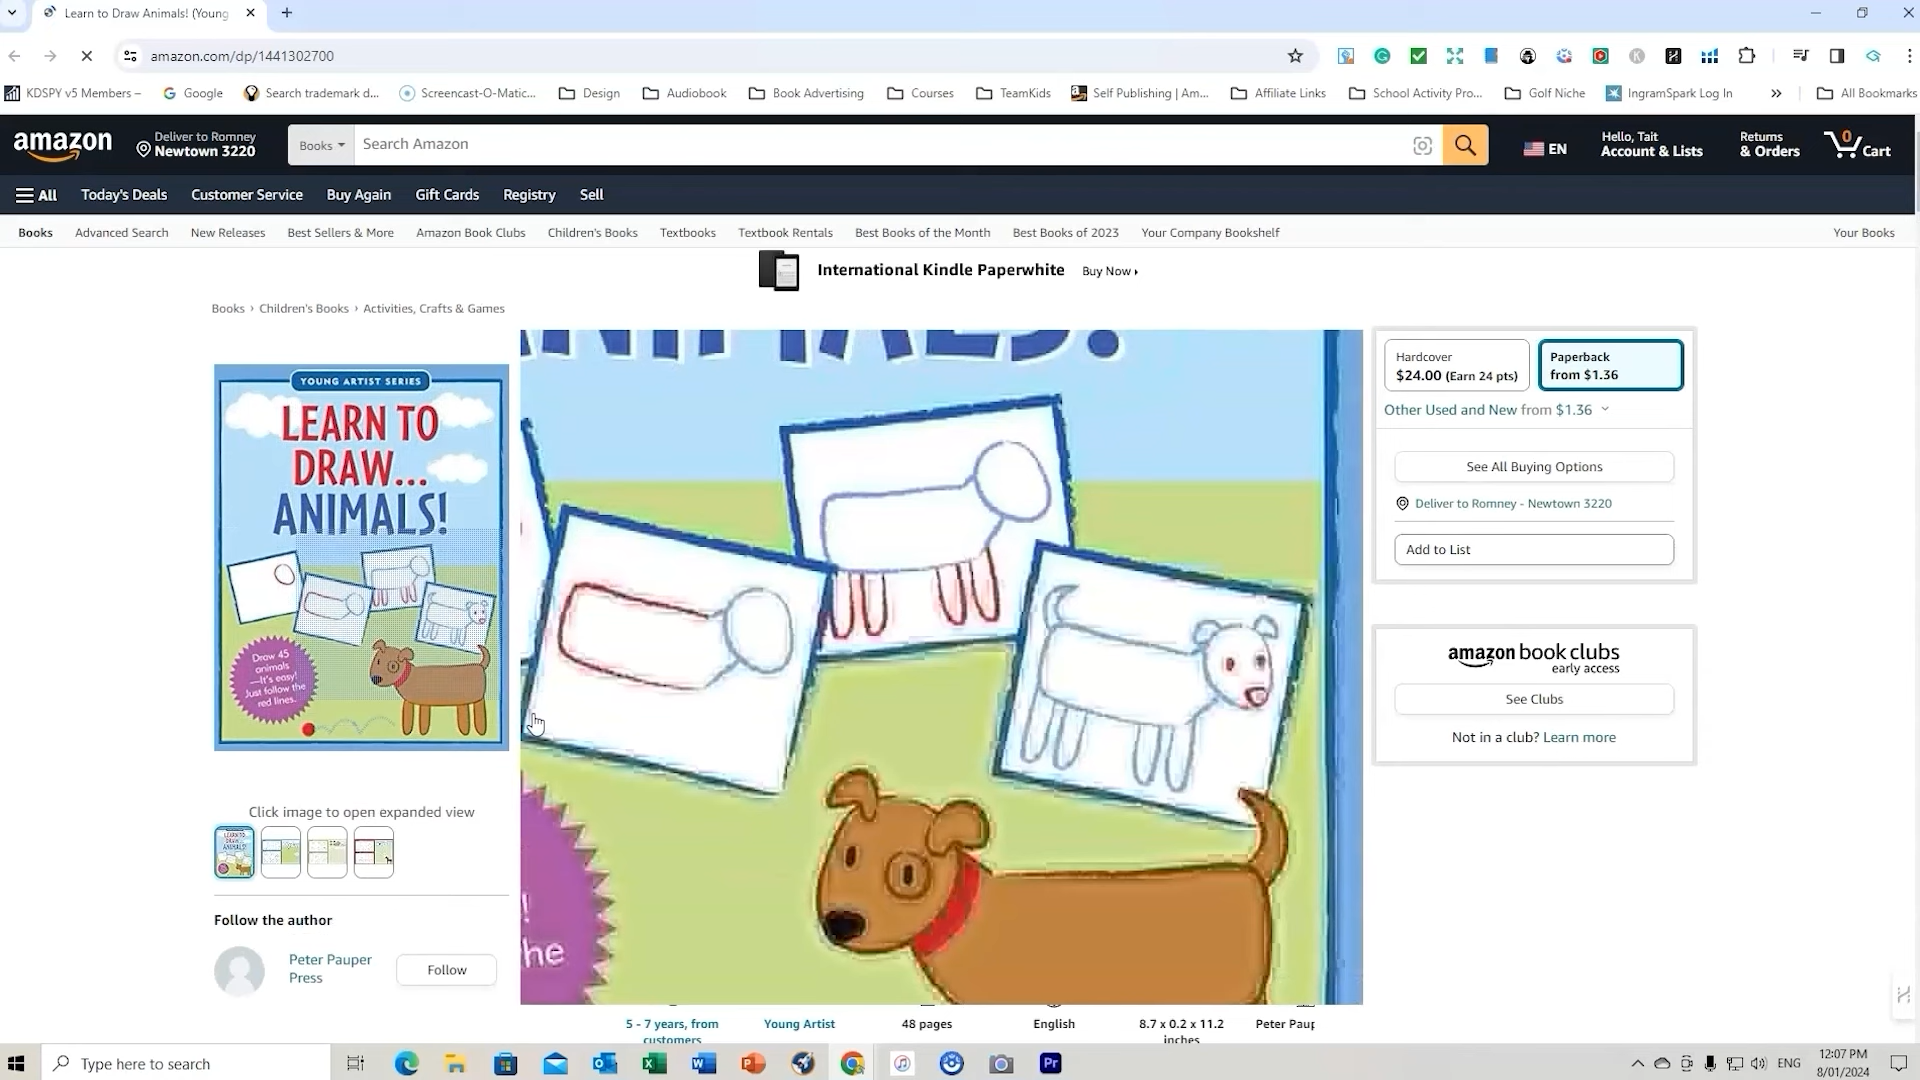 Learn to Draw Animals! (Young
amazon.com/dp/1441302700
KDSPY v5 Members –
Google
Search trademark d...
Screencast-O-Matic...
Design
Audiobook
Book Advertising
Courses
TeamKids
Self Publishing | Am...
Affiliate Links
School Activity Pro...
Golf Niche
IngramSpark Log In
All Bookmarks
amazon
Deliver to Romney
Newtown 3220
Books
Search Amazon
EN
Hello, Tait
Account & Lists
Returns
& Orders
0
Cart
All
Today's Deals
Customer Service
Buy Again
Gift Cards
Registry
Sell
Books
Advanced Search
New Releases
Best Sellers & More
Amazon Book Clubs
Children's Books
Textbooks
Textbook Rentals
Best Books of the Month
Best Books of 2023
Your Company Bookshelf
Your Books
International Kindle Paperwhite
Buy Now
Books › Children's Books › Activities, Crafts & Games
YOUNG ARTIST SERIES
LEARN TO
DRAW...
ANIMALS!
Draw 45
animals
—It's easy!
Just follow the
red lines.
ANIMALS!
!
he
Hardcover
$24.00 (Earn 24 pts)
Paperback
from $1.36
Other Used and New from $1.36
See All Buying Options
Deliver to Romney - Newtown 3220
Add to List
amazon book clubs
early access
See Clubs
Not in a club? Learn more
Click image to open expanded view
Follow the author
Peter Pauper
Press
Follow
5 - 7 years, from
customers
Young Artist
48 pages
English
8.7 x 0.2 x 11.2
inches
Peter Paup
Type here to search
ENG
12:07 PM
8/01/2024